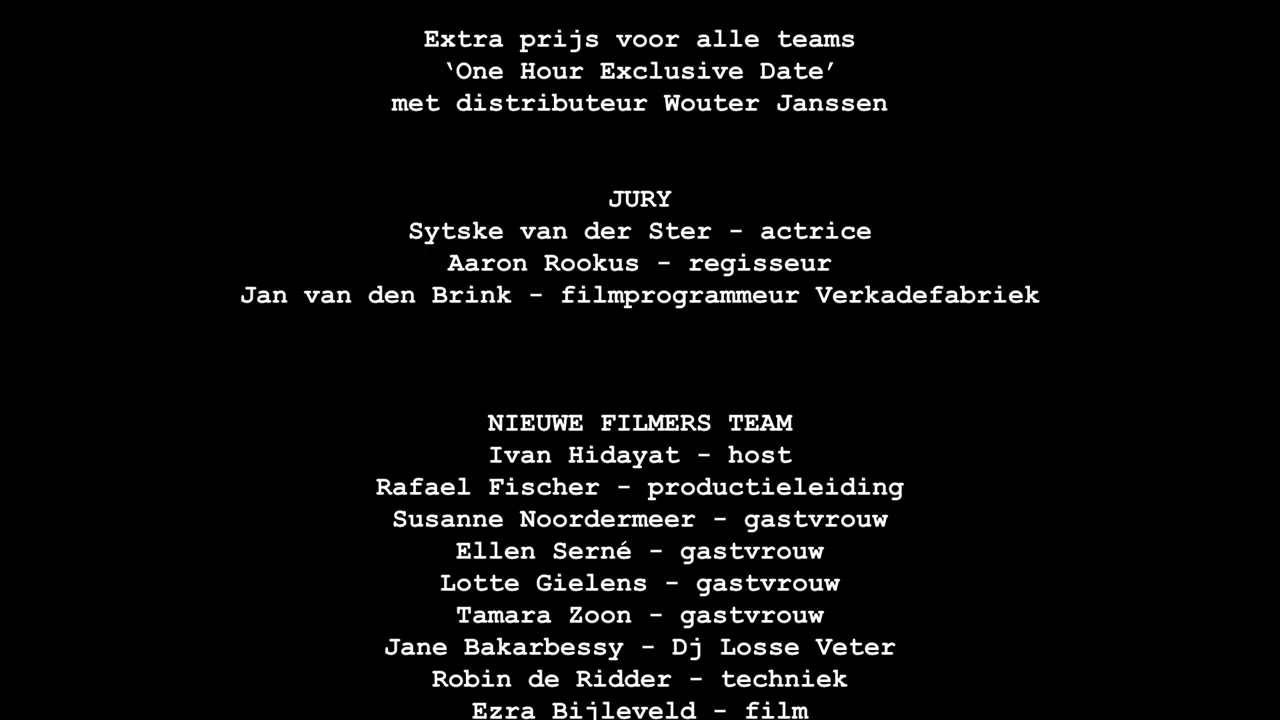 Extra prijs voor alle teams
‘One Hour Exclusive Date’
met distributeur Wouter Janssen
JURY
Sytske van der Ster - actrice
Aaron Rookus - regisseur
Jan van den Brink - filmprogrammeur Verkadefabriek
NIEUWE FILMERS TEAM
Ivan Hidayat - host
Rafael Fischer - productieleiding
Susanne Noordermeer - gastvrouw
Ellen Serné - gastvrouw
Lotte Gielens - gastvrouw
Tamara Zoon - gastvrouw
Jane Bakarbessy - Dj Losse Veter
Robin de Ridder - techniek
Ezra Bijleveld - film